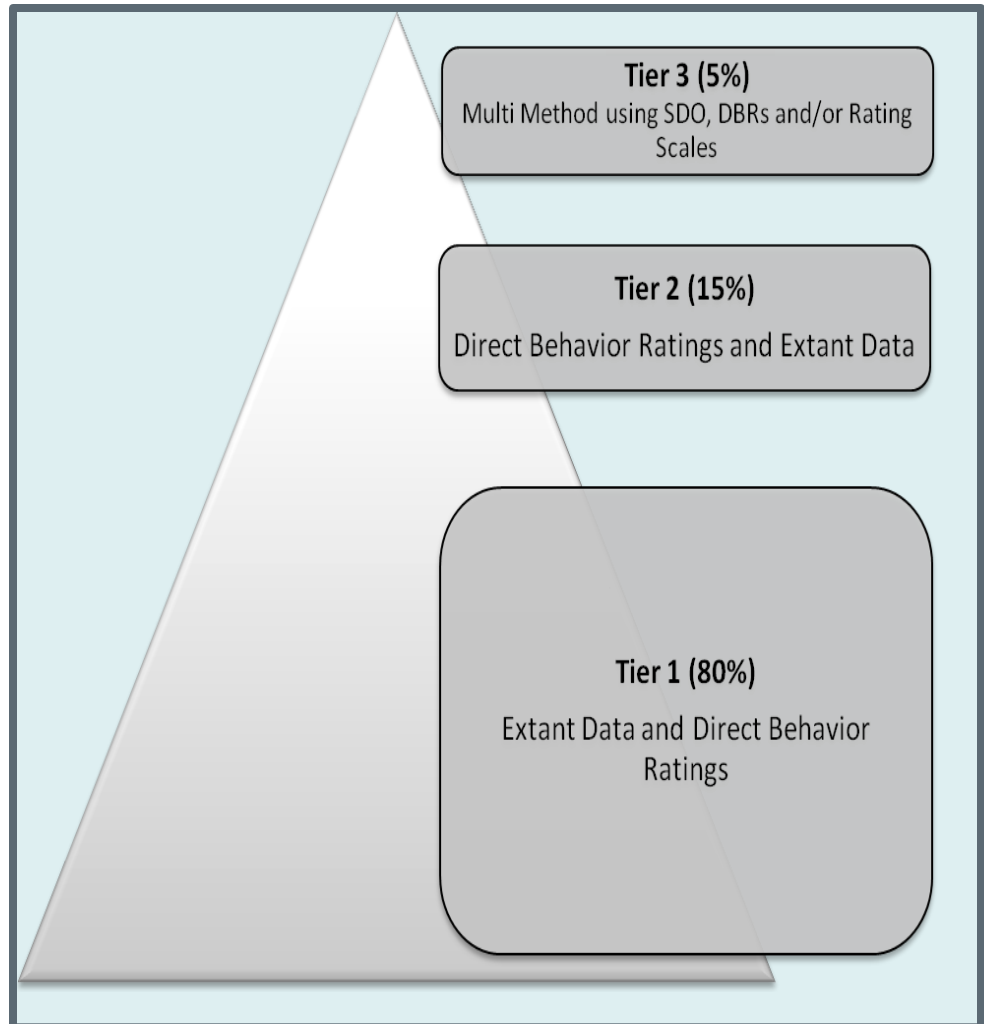 Tier 3 (5%)
Multi Method using SDO, DBRs and/or Rating
Scales
Tier 2 (15%)
Direct Behavior Ratings and Extant Data
Tier 1 (80%)
Extant Data and Direct Behavior
Ratings